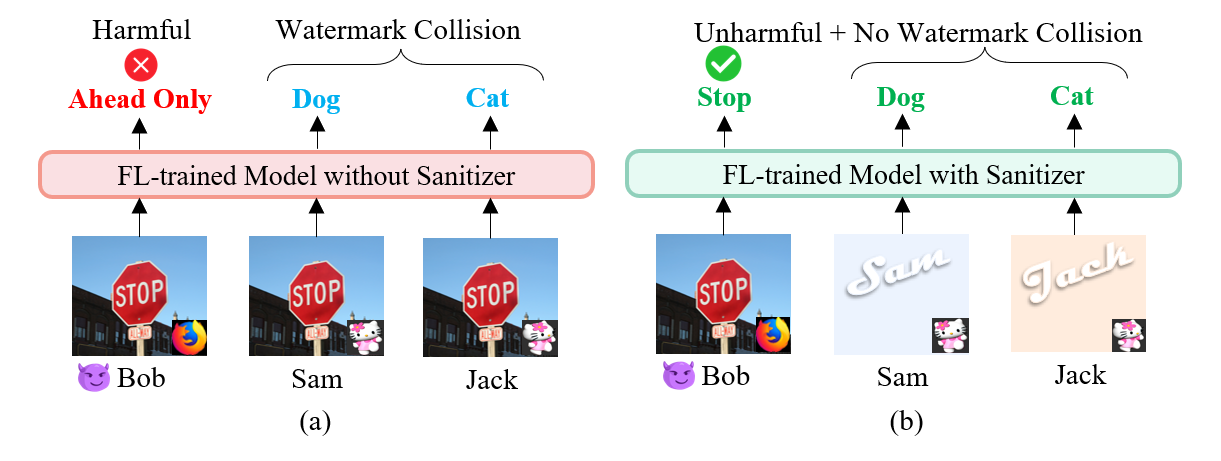 Harmful
Watermark Collision
Ahead Only
Dog
Cat
FL-trained Model without Sanitizer
STOP
ALL-WAY
STOP
ALL-WAY
STOP
ALL-WAY
Bob
Sam
Jack
(a)
Unharmful + No Watermark Collision
Stop
Dog
Cat
FL-trained Model with Sanitizer
STOP
ALL-WAY
Sam
Jack
Bob
Sam
Jack
(b)